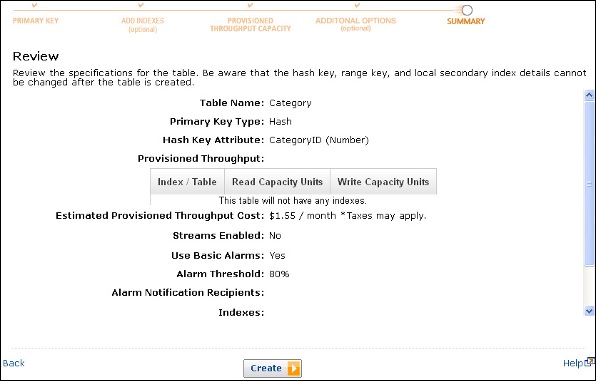 PRIMARY KEY
ADD INDEXES
(optional)
PROVISIONED
THROUGHPUT CAPACITY
ADDITONAL OPTIONS
(optional)
SUMMARY
Review
Review the specifications for the table. Be aware that the hash key, range key, and local secondary index details cannot
be changed after the table is created.
Table Name: Category
Primary Key Type: Hash
Hash Key Attribute: CategoryID (Number)
Provisioned Throughput:
Index / Table Read Capacity Units Write Capacity Units
This table will not have any indexes.
Estimated Provisioned Throughput Cost: $1.55 / month *Taxes may apply.
Streams Enabled: No
Use Basic Alarms: Yes
Alarm Threshold: 80%
Alarm Notification Recipients:
Indexes:
Back
Create
Help